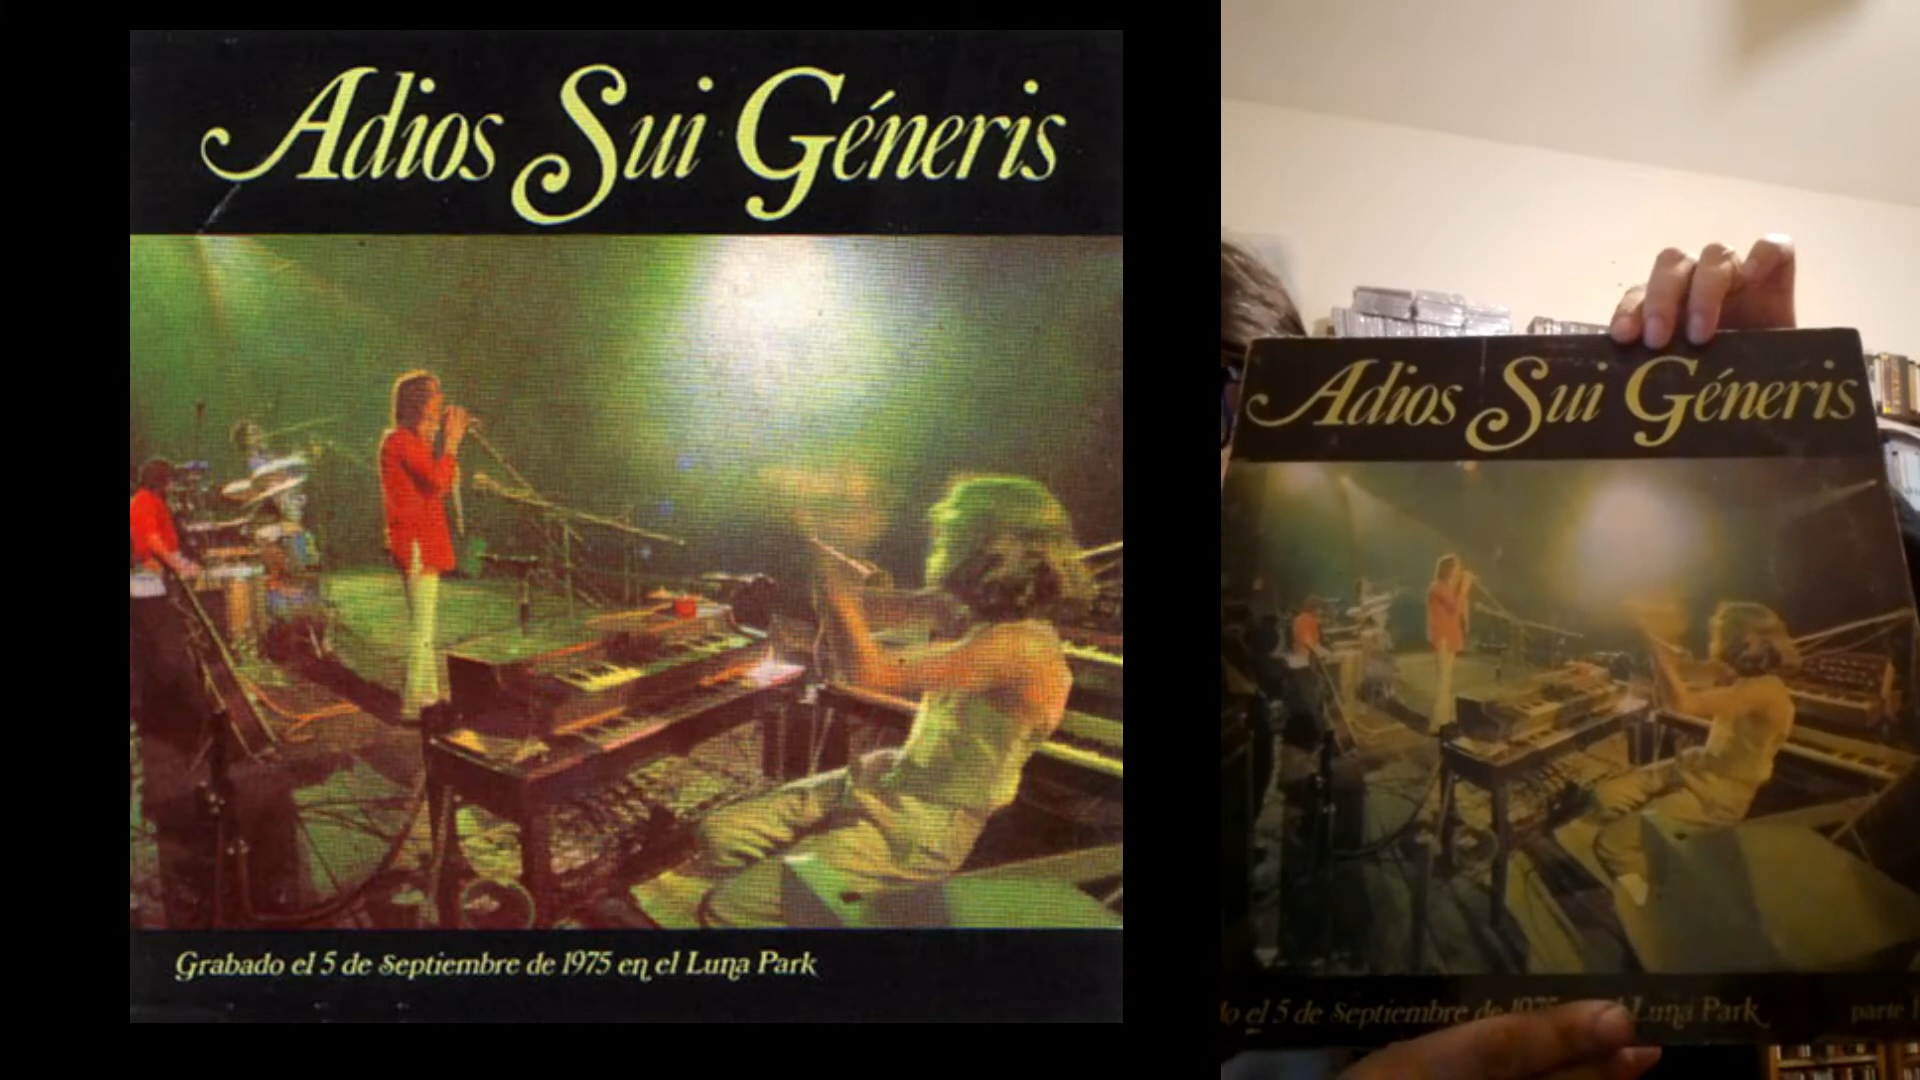 Adios Sui Géneris
Grabado el 5 de Septiembre de 1975 en el Luna Park
Adios Sui Géneris
el 5 de Septiembre de 1975 Luna Park
parte